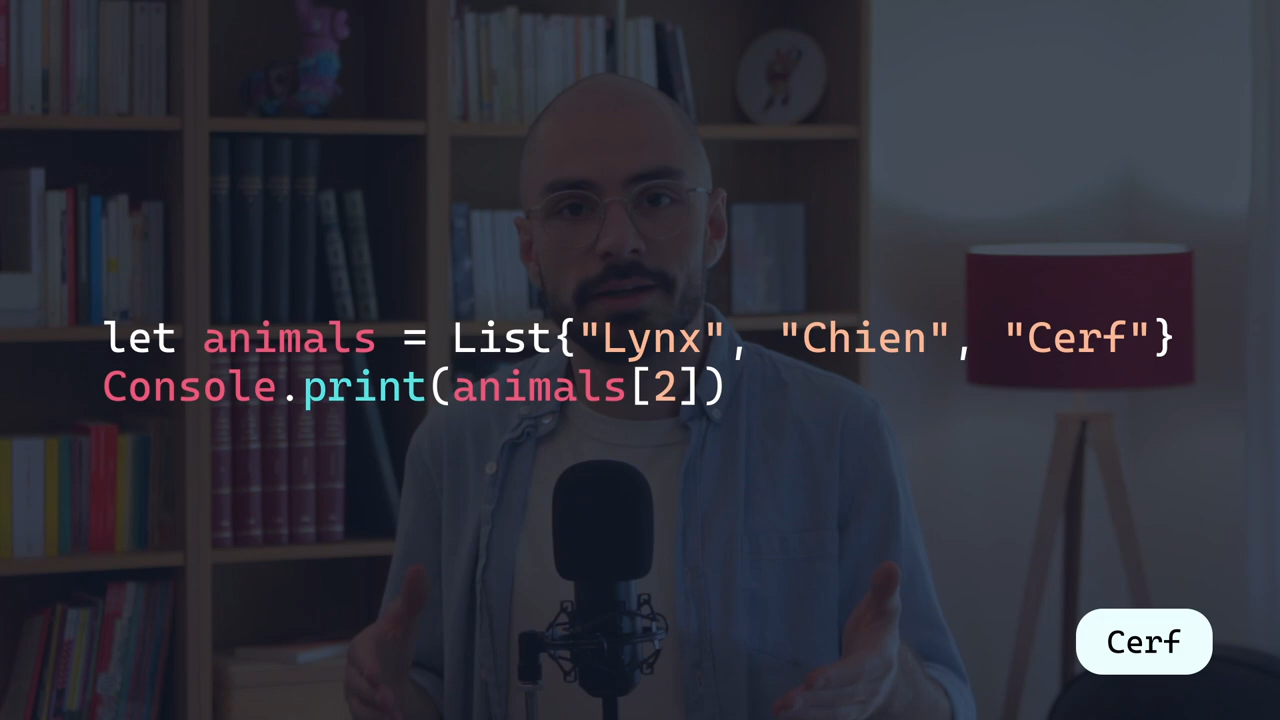 let animals = List{"Lynx", "Chien", "Cerf"}
Console.print(animals[2])
Cerf